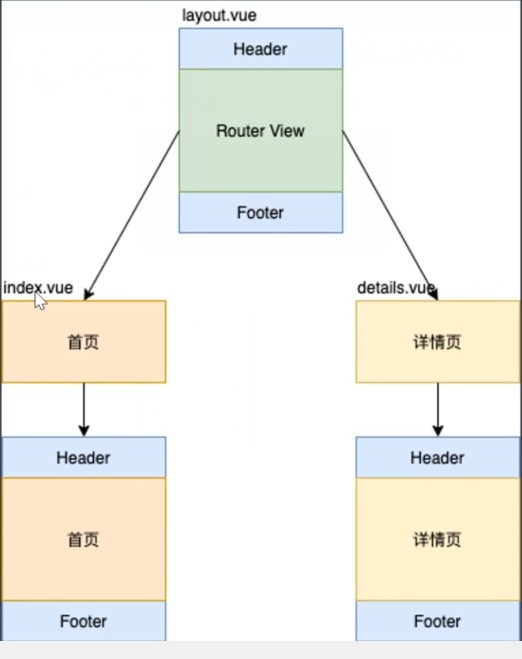 layout.vue
Header
Router View
Footer
index.vue
details.vue
首页
详情页
Header
Header
首页
详情页
Footer
Footer